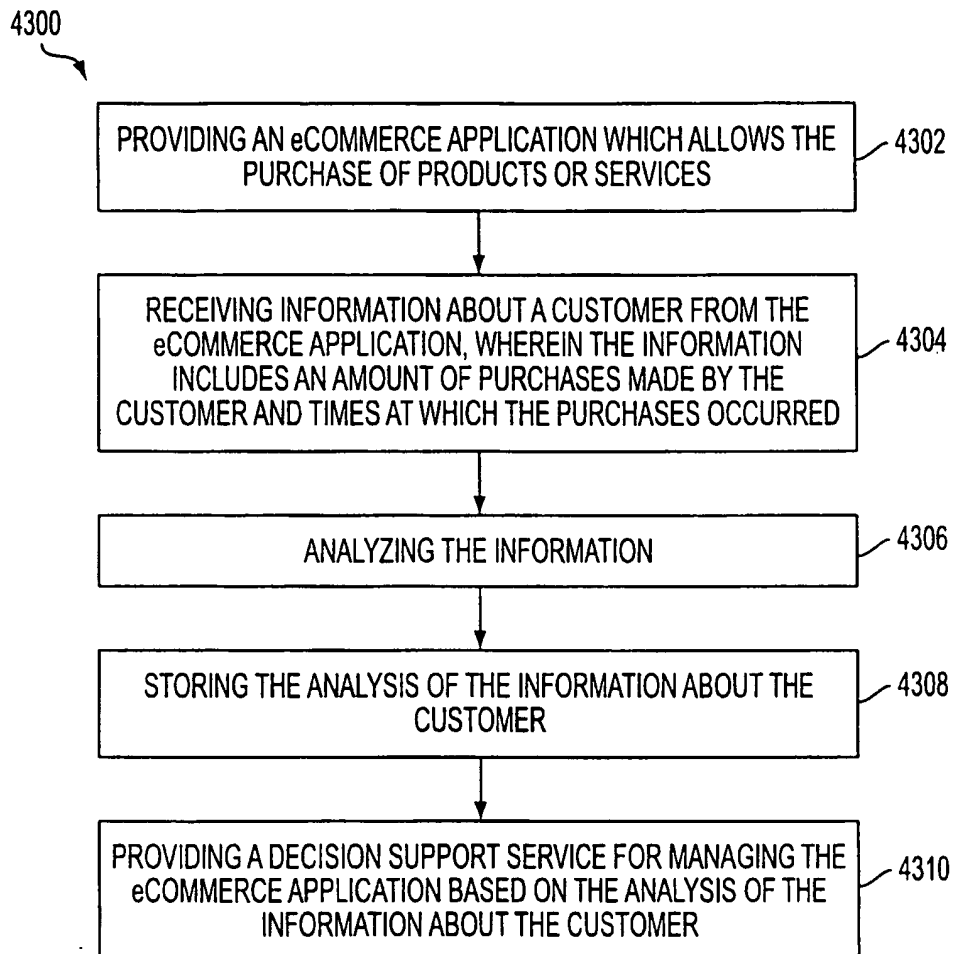 4300
PROVIDING AN eCOMMERCE APPLICATION WHICH ALLOWS THE
PURCHASE OF PRODUCTS OR SERVICES
4302
RECEIVING INFORMATION ABOUT A CUSTOMER FROM THE
eCOMMERCE APPLICATION, WHEREIN THE INFORMATION
INCLUDES AN AMOUNT OF PURCHASES MADE BY THE
CUSTOMER AND TIMES AT WHICH THE PURCHASES OCCURRED
4304
ANALYZING THE INFORMATION
4306
STORING THE ANALYSIS OF THE INFORMATION ABOUT THE
CUSTOMER
4308
PROVIDING A DECISION SUPPORT SERVICE FOR MANAGING THE
eCOMMERCE APPLICATION BASED ON THE ANALYSIS OF THE
INFORMATION ABOUT THE CUSTOMER
4310